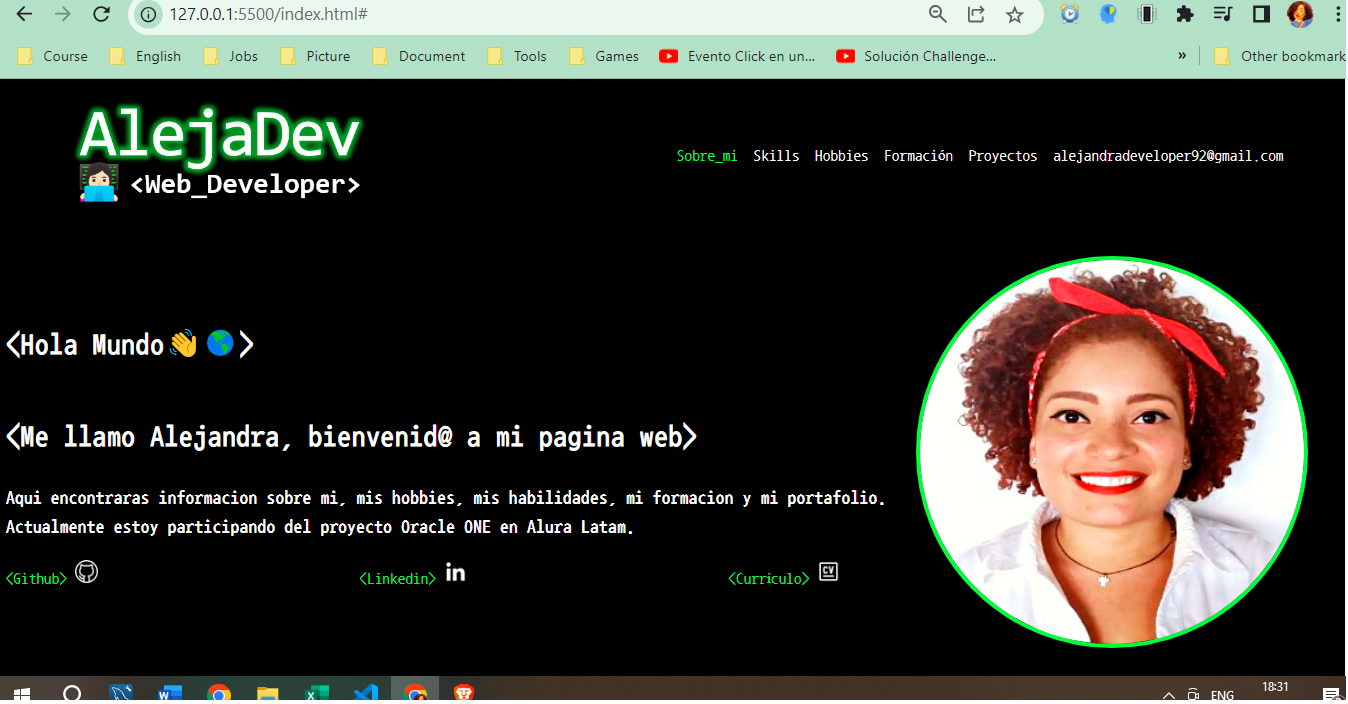 127.0.0.1:5500/index.html#
Course English Jobs Picture Document Tools Games Evento Click en un... Solución Challenge... » Other bookmark
AlejaDev
<Web_Developer>
Sobre_mi Skills Hobbies Formación Proyectos alejandradeveloper92@gmail.com
<Hola Mundo👋🌎>
<Me llamo Alejandra, bienvenid@ a mi pagina web>
Aqui encontraras informacion sobre mi, mis hobbies, mis habilidades, mi formacion y mi portafolio.
Actualmente estoy participando del proyecto Oracle ONE en Alura Latam.
<Github> <Linkedin> in <Currículo> CV
ENG 18:31